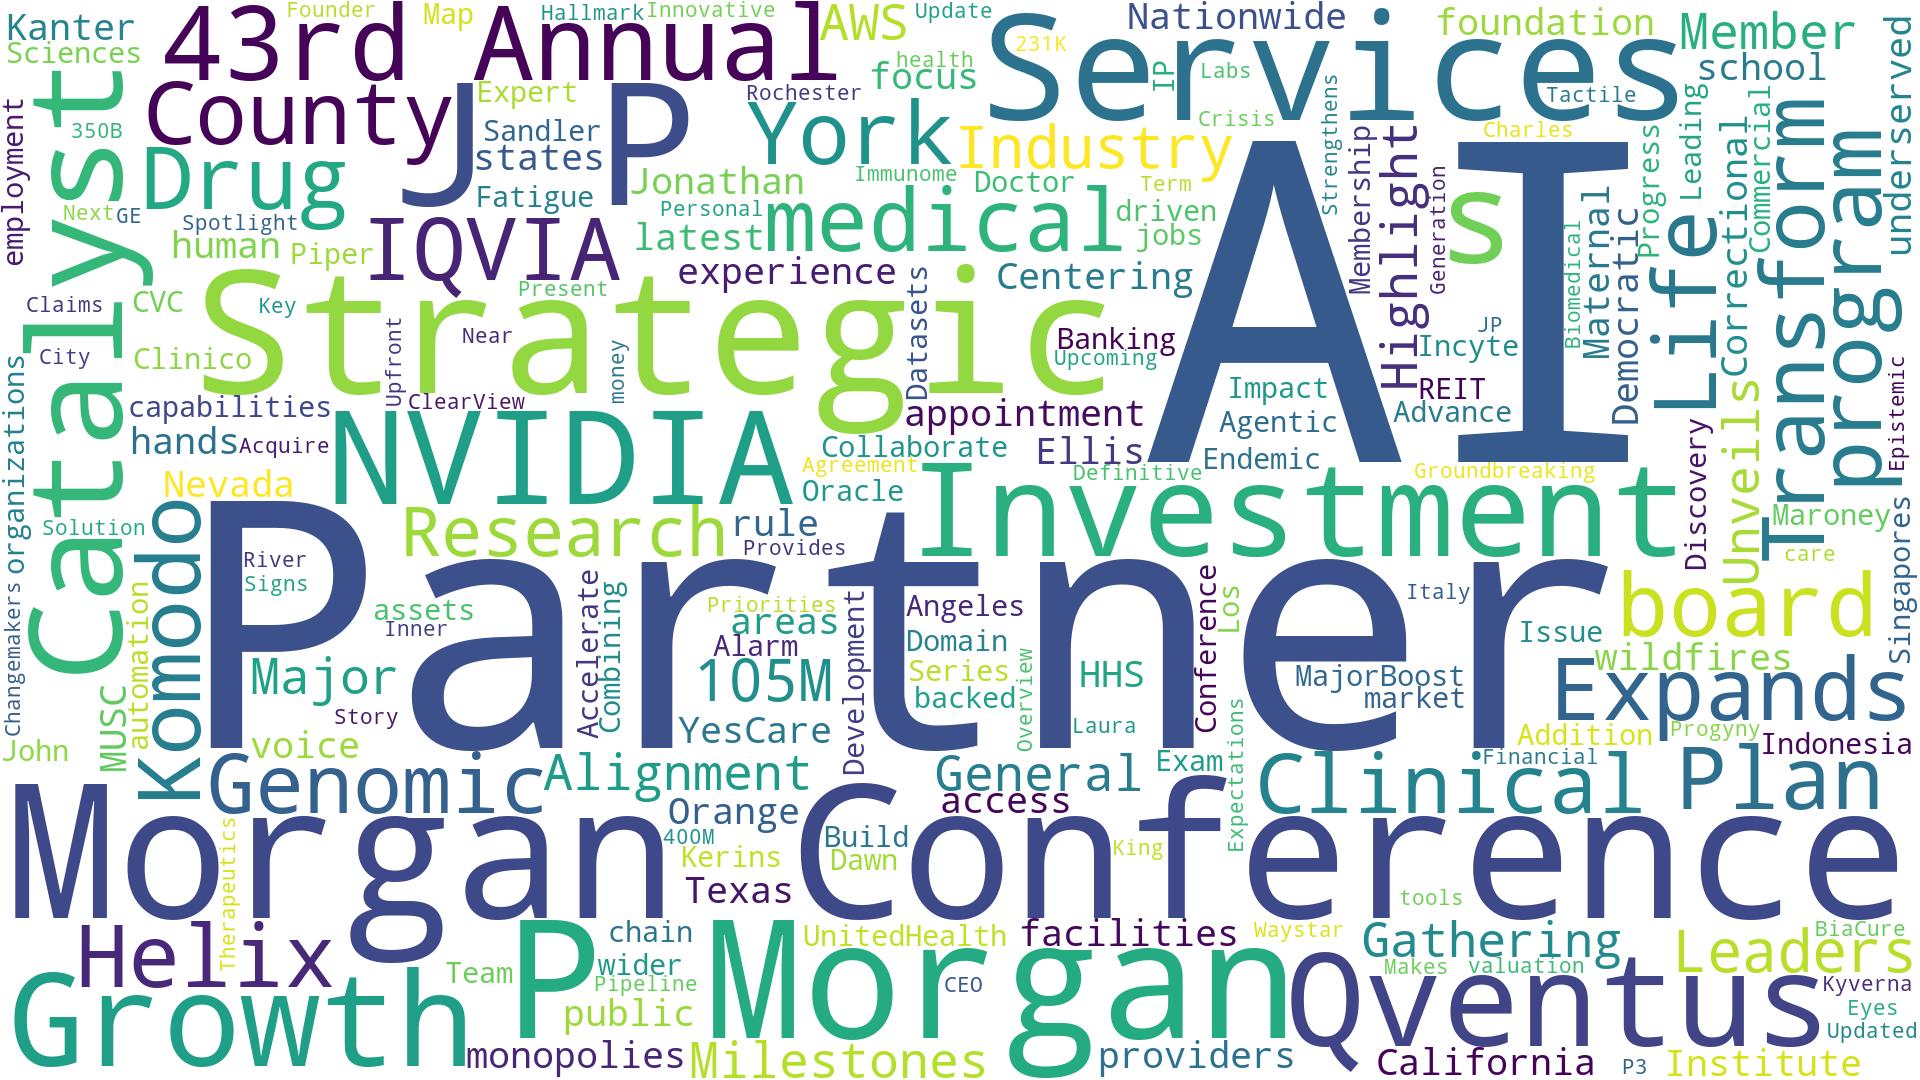 Kanter
Founder
Map
Hallmark
Innovative
AWS
Update
Nationwide
foundation
Member
Sciences
43rd Annual
231K
Services
health
focus
IP
Labs
school
underserved
employment
Catalyst
350B
County
J P
Expert
Rochester
Sandler
states
York
Crisis
Industry
Tactile
Charles
Strengthens
Membership
Highlight
Progress
Leading
Commercial
Transform
program
Drug
Fatigue
Jonathan
Immunome
Doctor
Term
Personal
medical
driven
Next
GE
Spotlight
human
Piper
IQVIA
latest
jobs
AI
s
Generation
Biomedical
Maternal
Democratic
Life
Correctional
experience
Centering
Claims
CVC
Key
Present
Strategic
City
Clinico
Near
Upfront
money
Datasets
Banking
Upcoming
JP
Incyte
Impact
REIT
Agentic
Advance
Endemic
Epistemic
organizations
capabilities
ClearView
appointment
hands
Acquire
NVIDIA
Collaborate
Ellis
Agreement
Definitive
Groundbreaking
Discovery
Unveils
Nevada
Oracle
Investment
Solution
Komodo
Research
rule
Provides
Maroney
care
Singapores
River
Signs
Partner
assets
Inner
Accelerate
Combining
Priorities
areas
Alarm
Development
Angeles
Domain
Series
backed
Overview
Conference
Los
Italy
Issue
board
wildfires
Changemakers
automation
MUSC
Major
Story
105M
HHS
MajorBoost
market
Expands
John
voice
YesCare
Laura
Expectations
Addition
Progyny
Indonesia
Genomic
Alignment
General
Exam
Financial
Clinical Plan
access
Orange
Morgan Conference
400M
Build
Dawn
Kerins
King
Texas
tools
Therapeutics
Helix
P Morgan
chain
UnitedHealth
facilities
Waystar
Gathering
BiaCure
Leaders
Growth
Team
wider
Pipeline
CEO
Makes
valuation
Qventus
Kyverna
Eyes
Updated
public
monopolies
Milestones
providers
California
P3
Institute